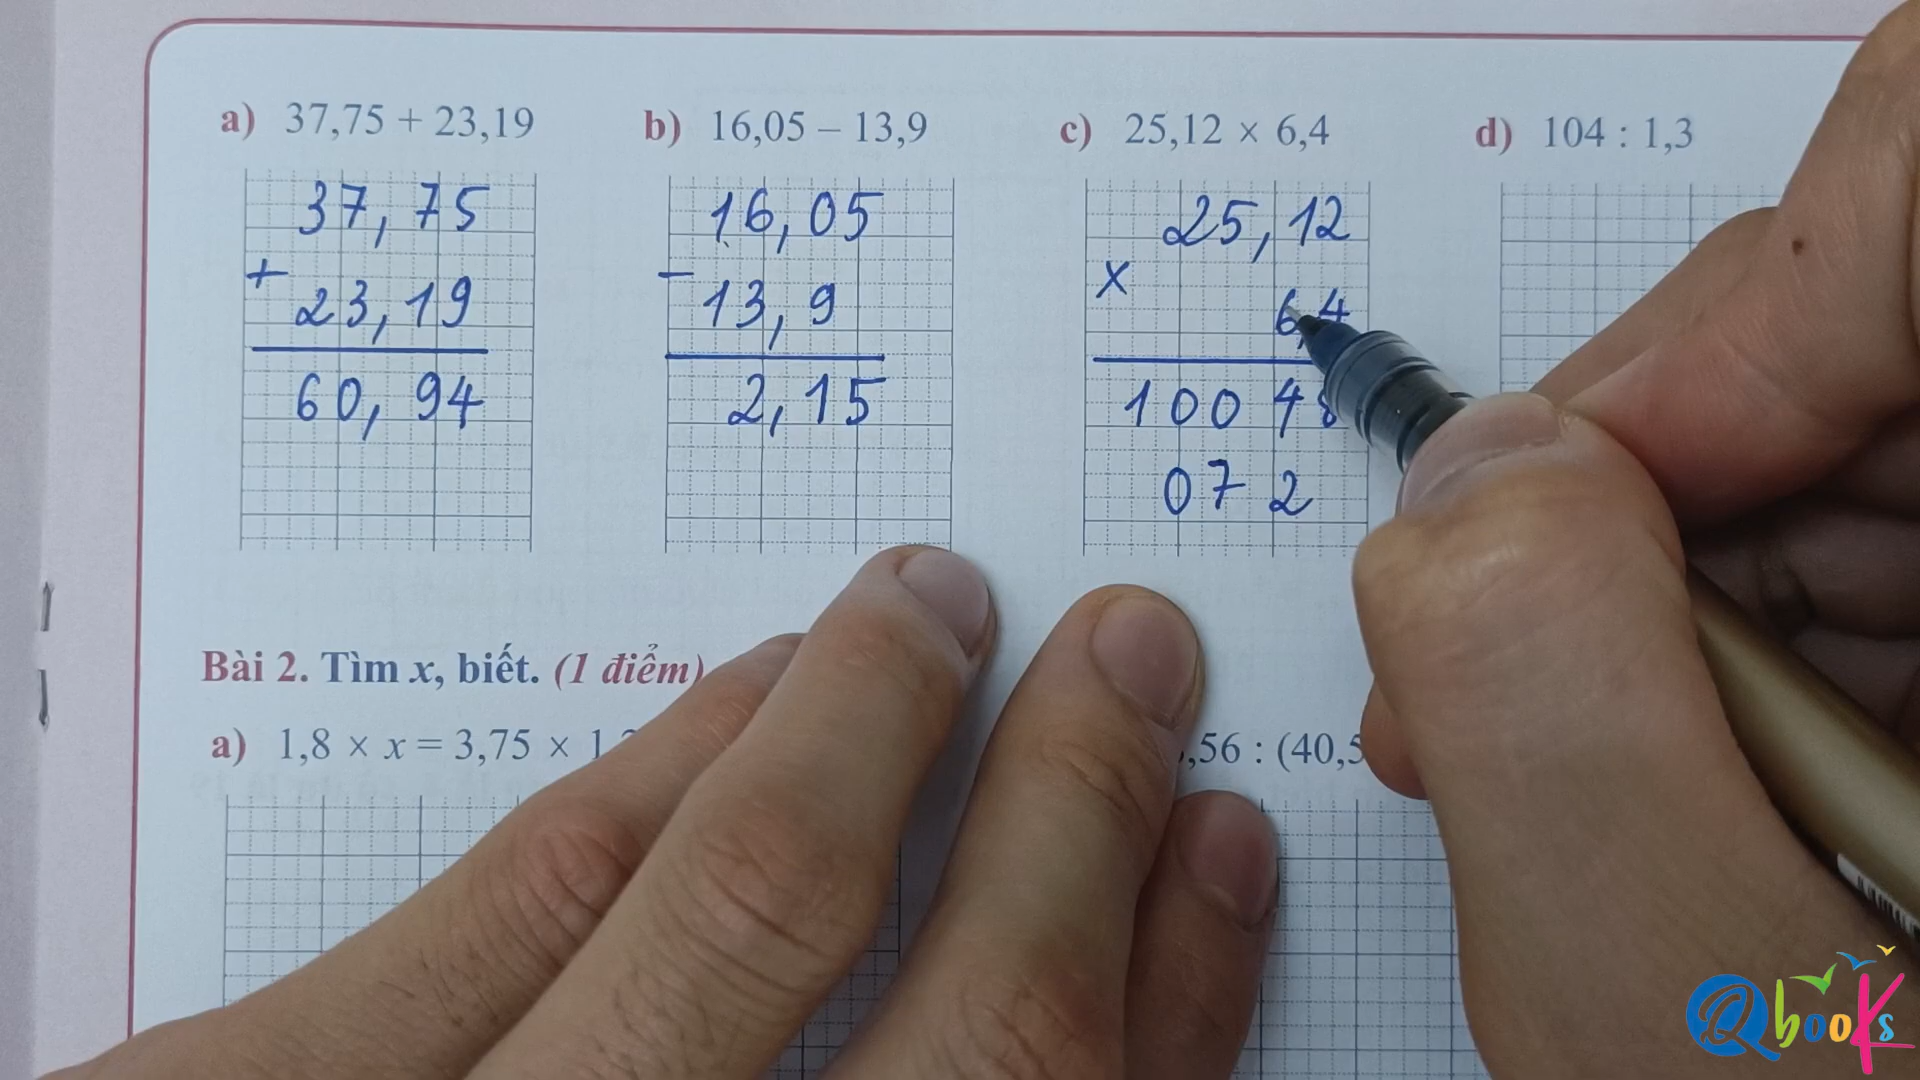 a) 37,75 + 23,19
b) 16,05 – 13,9
c) 25,12 × 6,4
d) 104 : 1,3
37,75
+
23,19
60,94
16,05
–
13,9
2,15
25,12
×
6,4
10048
072
Bài 2. Tìm x, biết. (1 điểm)
a) 1,8 × x = 3,75 × 1
,56 : (40,5
Qbooks